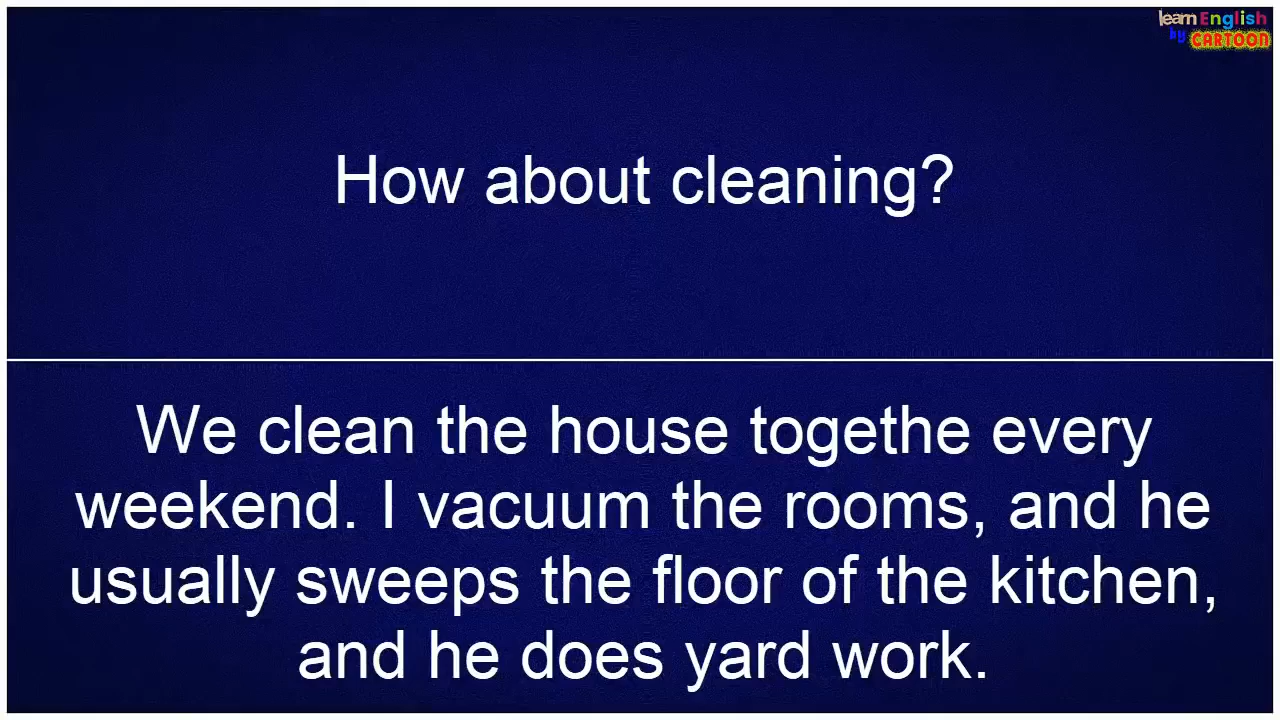 learn English
by CARTOON
How about cleaning?
We clean the house togethe every
weekend. I vacuum the rooms, and he
usually sweeps the floor of the kitchen,
and he does yard work.